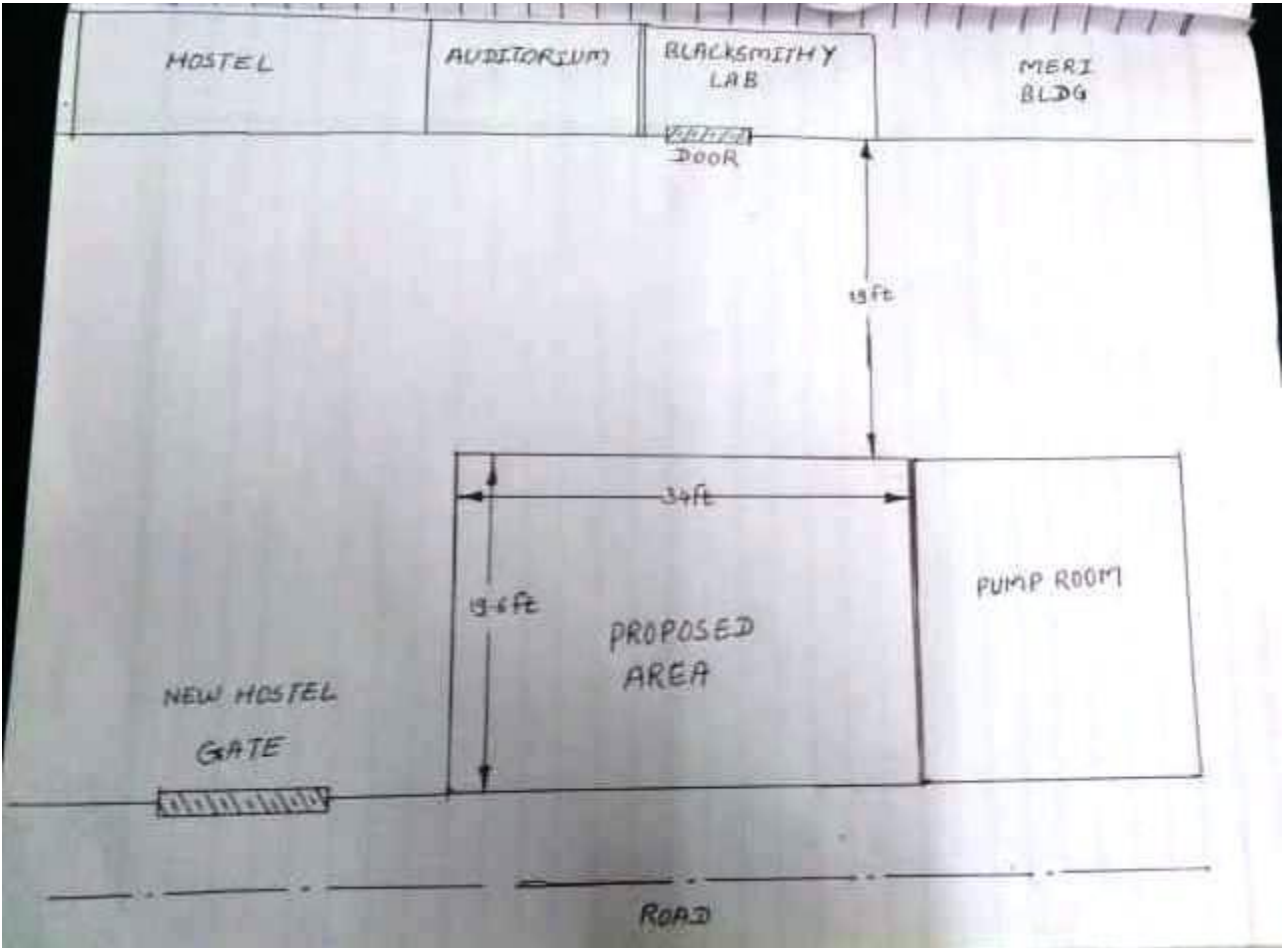 HOSTEL
AUDITORIUM
BLACKSMITHY
LAB
MERI
BLDG
DOOR
19ft
34ft
19.6ft
PROPOSED
AREA
PUMP ROOM
NEW HOSTEL
GATE
ROAD